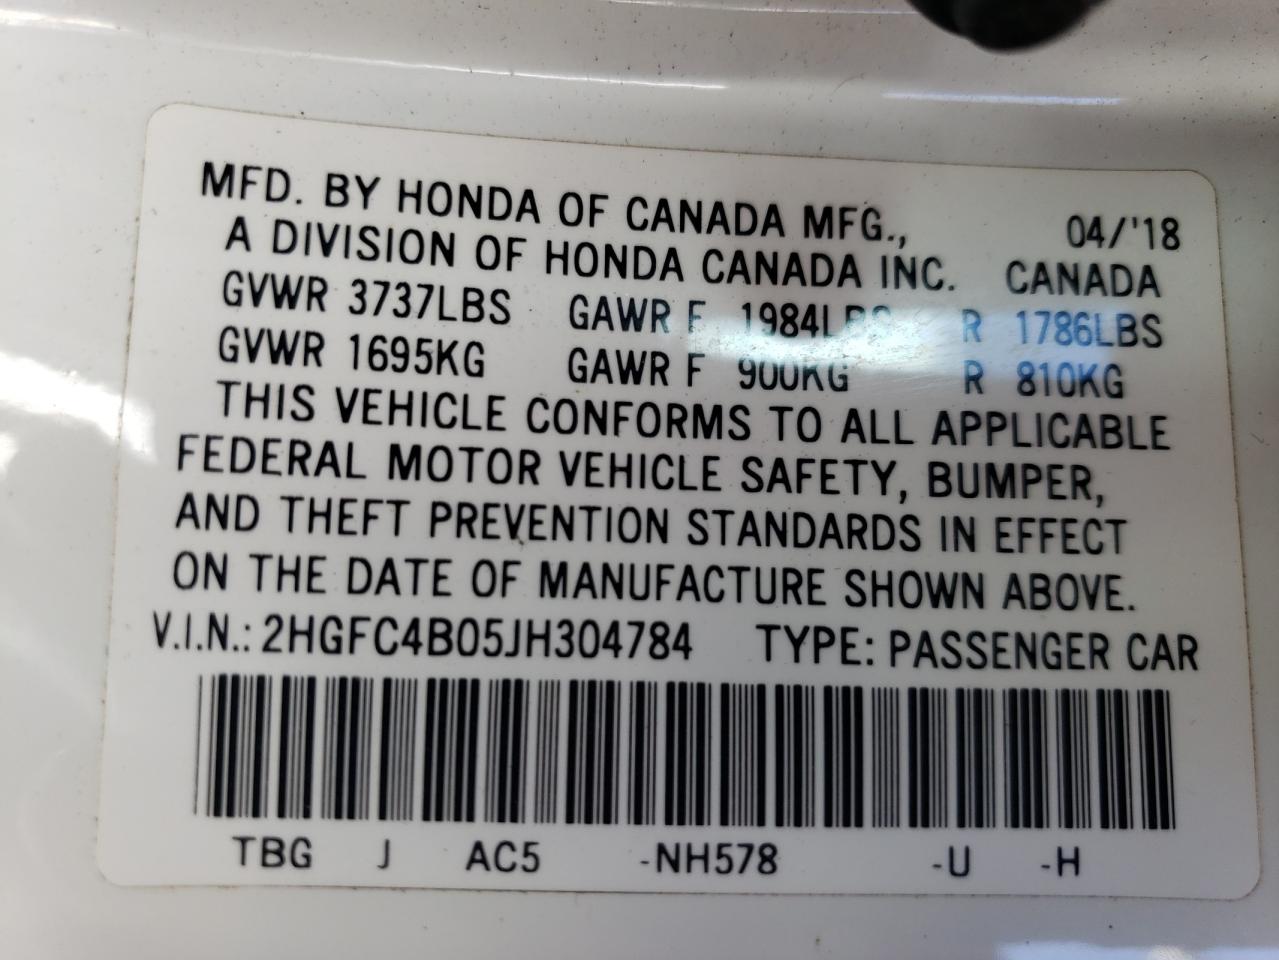 MFD. BY HONDA OF CANADA MFG., 04/'18
A DIVISION OF HONDA CANADA INC. CANADA
GVWR 3737LBS GAWR F 1984LBS R 1786LBS
GVWR 1695KG GAWR F 900KG R 810KG
THIS VEHICLE CONFORMS TO ALL APPLICABLE
FEDERAL MOTOR VEHICLE SAFETY, BUMPER,
AND THEFT PREVENTION STANDARDS IN EFFECT
ON THE DATE OF MANUFACTURE SHOWN ABOVE.
V.I.N.: 2HGFC4B05JH304784 TYPE: PASSENGER CAR
TBG J AC5 -NH578 -U -H